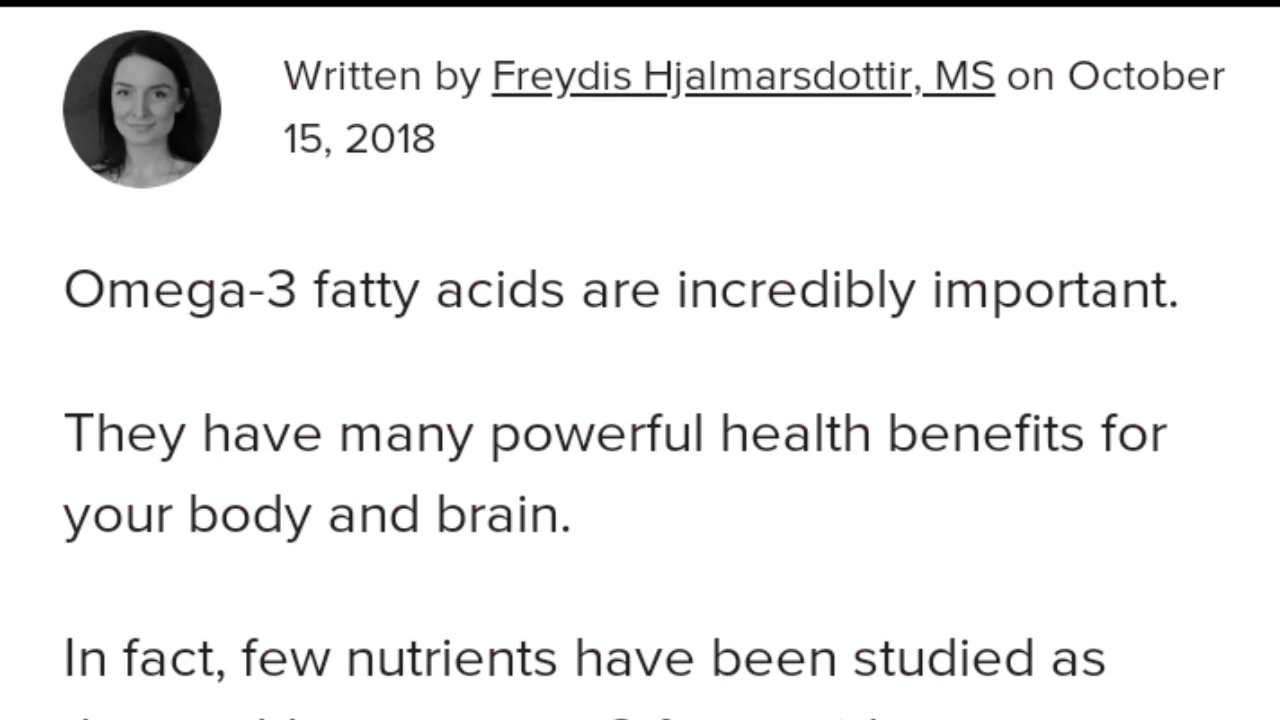 Written by Freydis Hjalmarsdottir, MS on October
15, 2018
Omega-3 fatty acids are incredibly important.
They have many powerful health benefits for
your body and brain.
In fact, few nutrients have been studied as